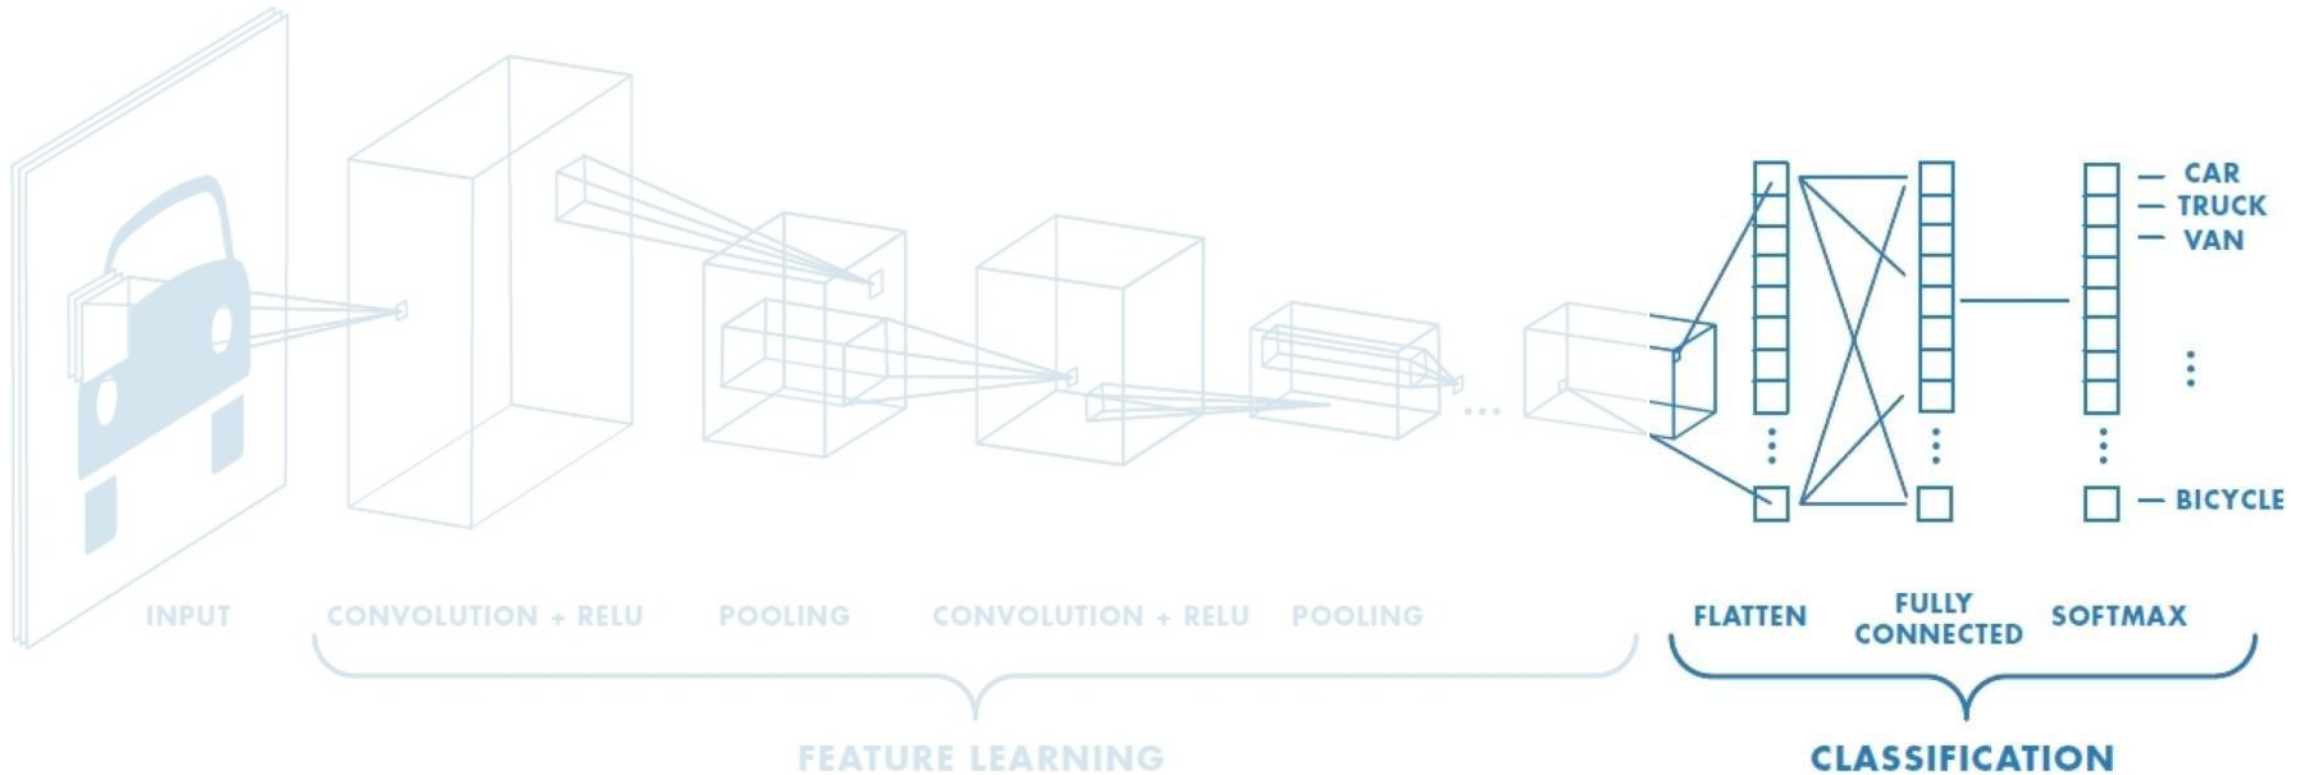 CAR
TRUCK
VAN
BICYCLE
INPUT
CONVOLUTION + RELU
POOLING
CONVOLUTION + RELU
POOLING
FLATTEN
FULLY
CONNECTED
SOFTMAX
FEATURE LEARNING
CLASSIFICATION